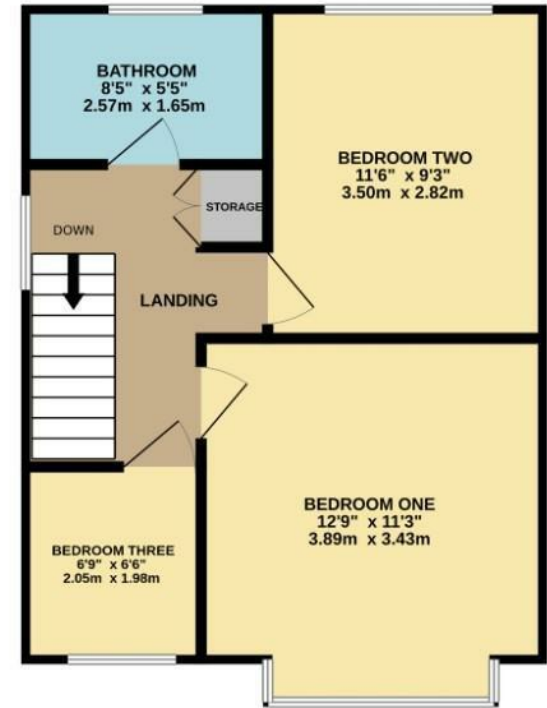 BATHROOM
8'5" x 5'5"
2.57m x 1.65m
BEDROOM TWO
11'6" x 9'3"
3.50m x 2.82m
STORAGE
DOWN
LANDING
BEDROOM ONE
12'9" x 11'3"
3.89m x 3.43m
BEDROOM THREE
6'9" x 6'6"
2.05m x 1.98m